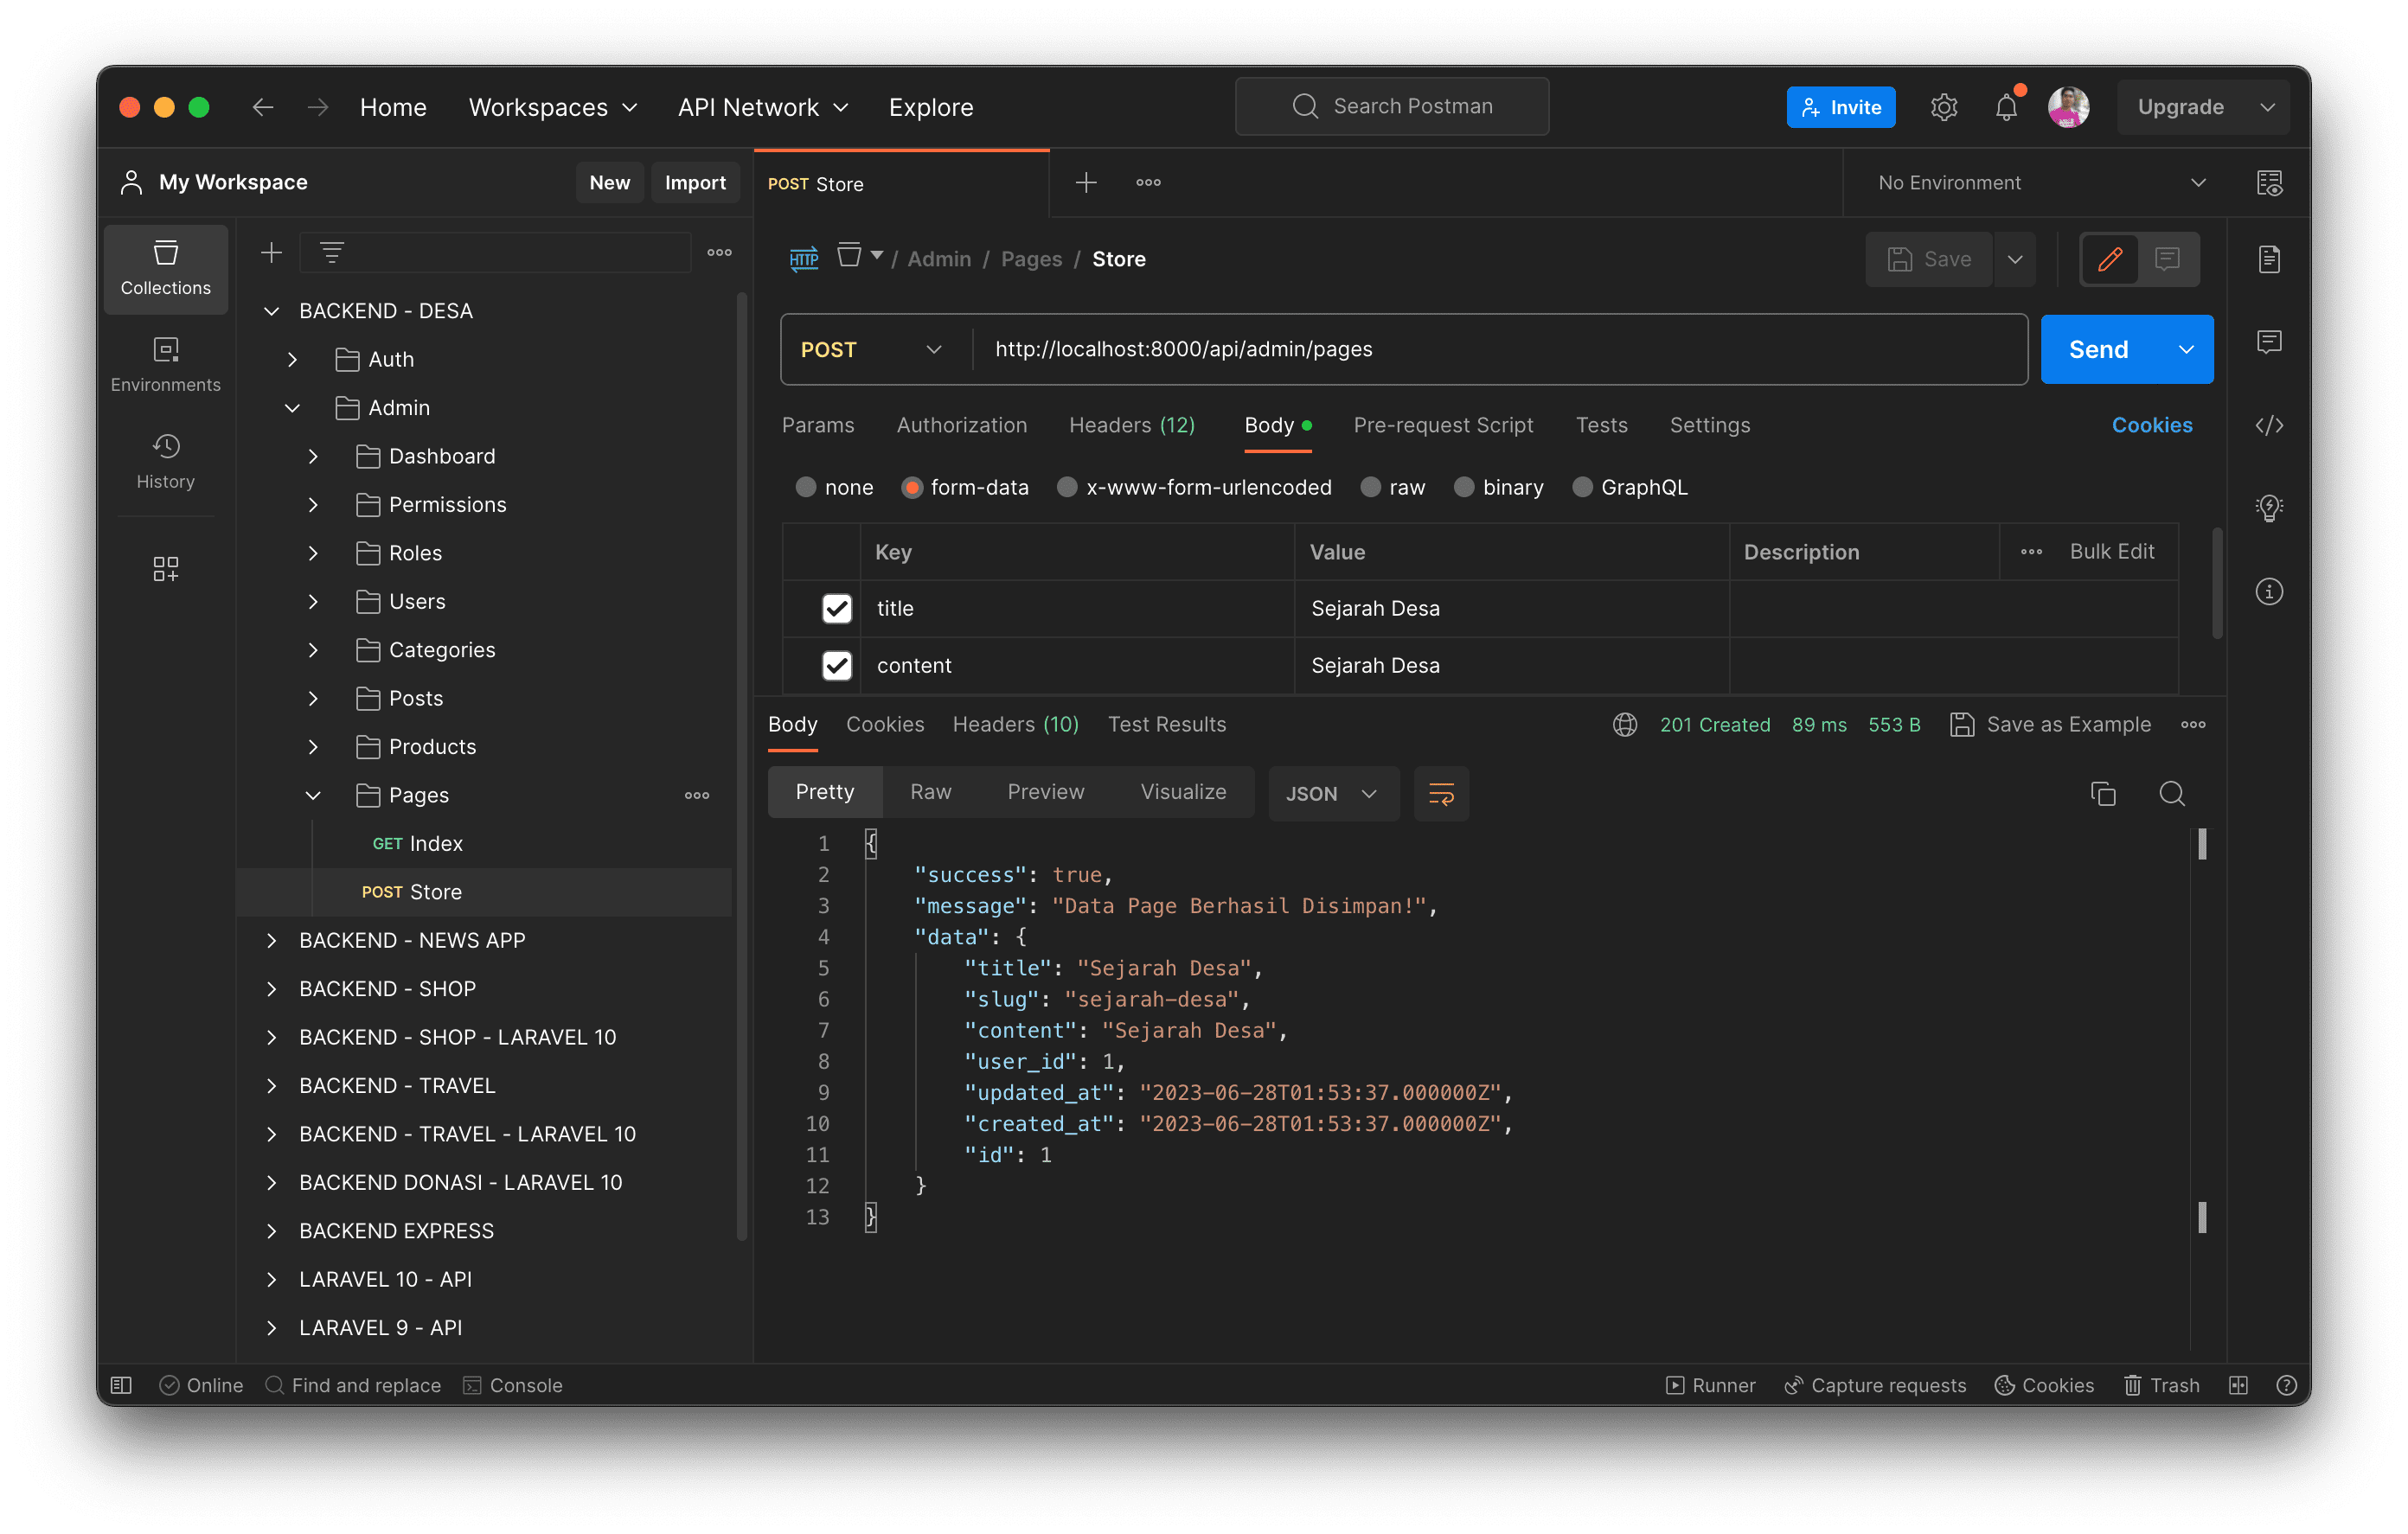 Home Workspaces API Network Explore Search Postman Invite Upgrade
My Workspace New Import POST Store No Environment
Collections
Environments
History
BACKEND - DESA
Auth
Admin
Dashboard
Permissions
Roles
Users
Categories
Posts
Products
Pages
GET Index
POST Store
BACKEND - NEWS APP
BACKEND - SHOP
BACKEND - SHOP - LARAVEL 10
BACKEND - TRAVEL
BACKEND - TRAVEL - LARAVEL 10
BACKEND DONASI - LARAVEL 10
BACKEND EXPRESS
LARAVEL 10 - API
LARAVEL 9 - API
HTTP / Admin / Pages / Store Save
POST http://localhost:8000/api/admin/pages Send
Params Authorization Headers (12) Body Pre-request Script Tests Settings Cookies
none form-data x-www-form-urlencoded raw binary GraphQL
Key Value Description Bulk Edit
title Sejarah Desa
content Sejarah Desa
Body Cookies Headers (10) Test Results 201 Created 89 ms 553 B Save as Example
Pretty Raw Preview Visualize JSON
1 {
2 "success": true,
3 "message": "Data Page Berhasil Disimpan!",
4 "data": {
5 "title": "Sejarah Desa",
6 "slug": "sejarah-desa",
7 "content": "Sejarah Desa",
8 "user_id": 1,
9 "updated_at": "2023-06-28T01:53:37.000000Z",
10 "created_at": "2023-06-28T01:53:37.000000Z",
11 "id": 1
12 }
13 }
Online Find and replace Console Runner Capture requests Cookies Trash